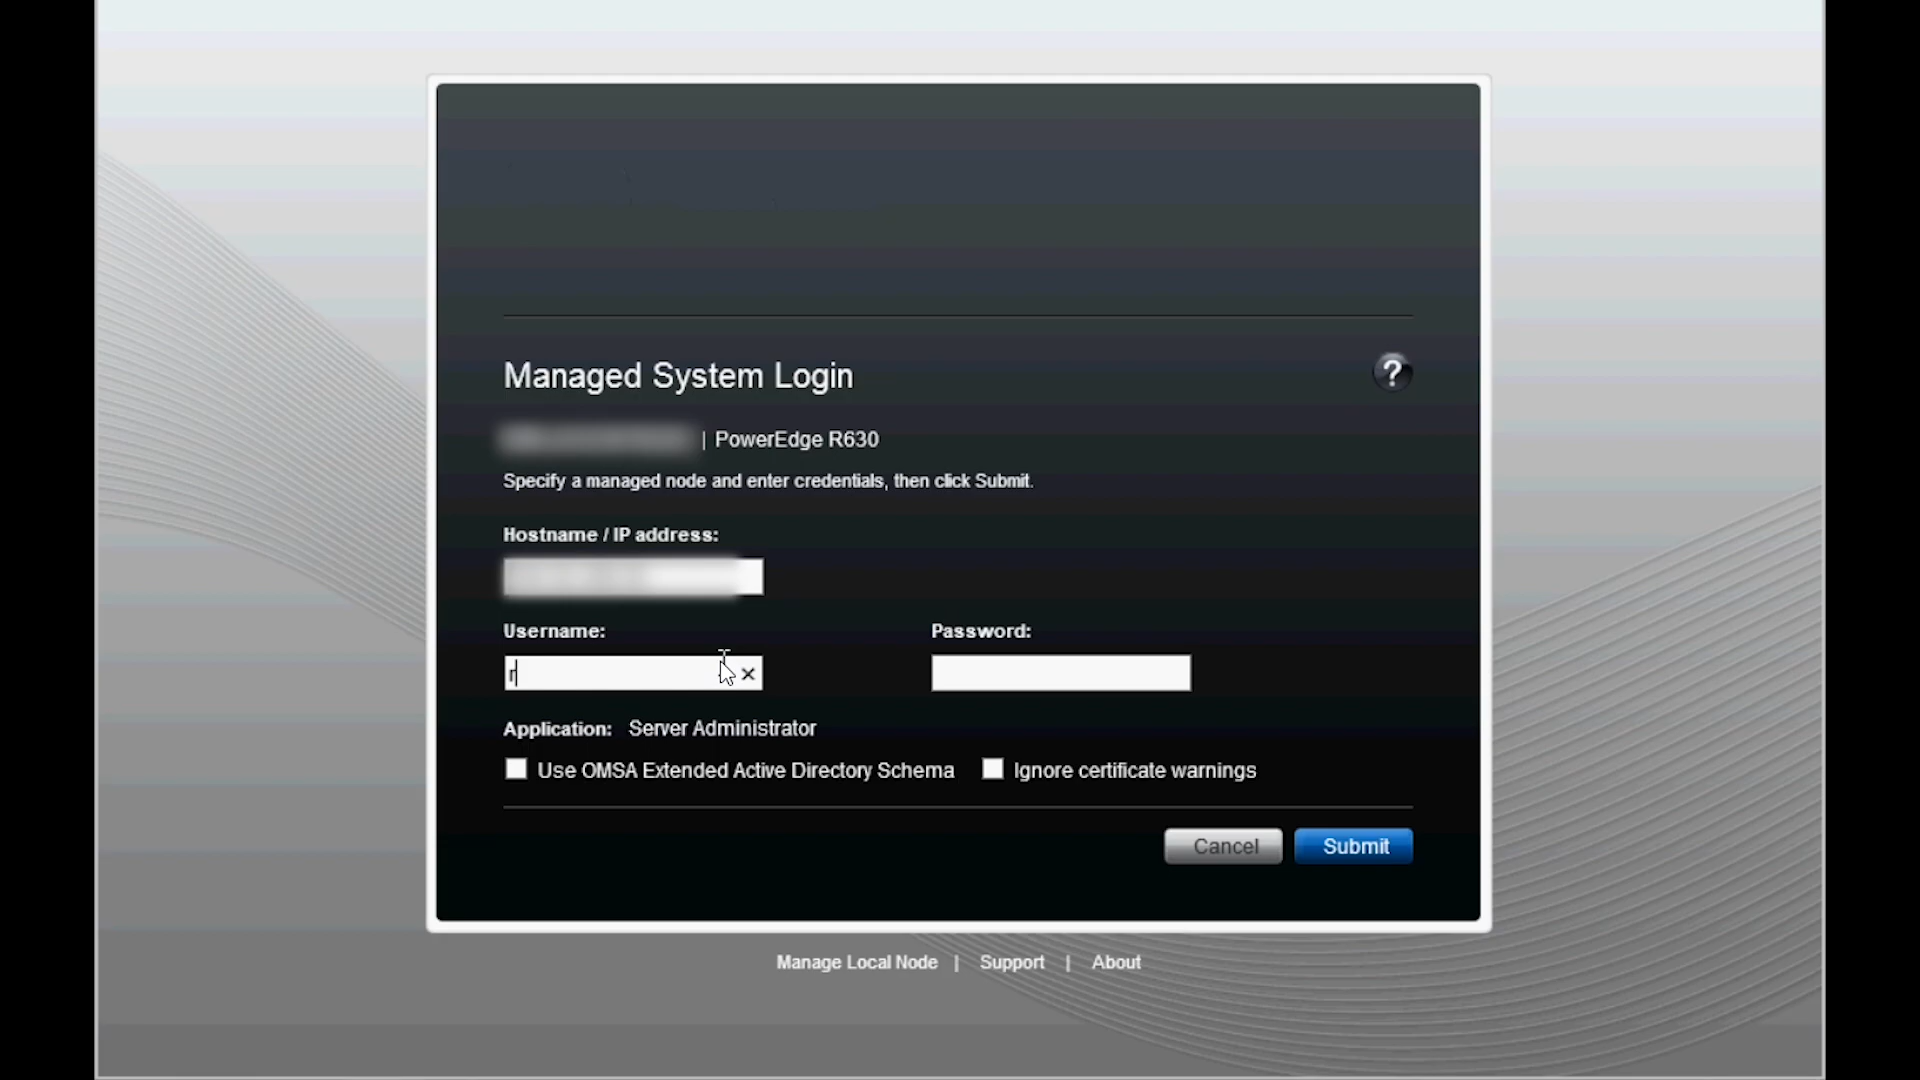 Managed System Login
?
| PowerEdge R630
Specify a managed node and enter credentials, then click Submit.
Hostname / IP address:
Username: Password:
r
Application: Server Administrator
Use OMSA Extended Active Directory Schema Ignore certificate warnings
Cancel Submit
Manage Local Node | Support | About